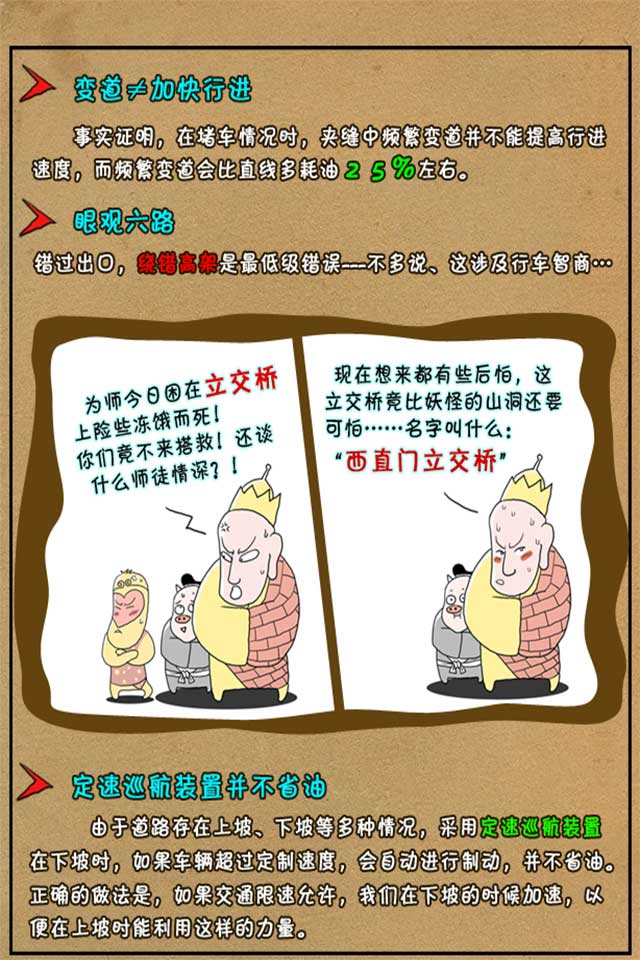 变道≠加快行进
事实证明，在堵车情况时，夹缝中频繁变道并不能提高行进
速度，而频繁变道会比直线多耗油25%左右。
眼观六路
错过出口，绕错高架是最低级错误---不多说、这涉及行车智商…
为师今日困在立交桥
上险些冻饿而死！
你们竟不来搭救！还谈
什么师徒情深？！
现在想来都有些后怕，这
立交桥竟比妖怪的山洞还要
可怕……名字叫什么：
“西直门立交桥”
定速巡航装置并不省油
由于道路存在上坡、下坡等多种情况，采用定速巡航装置
在下坡时，如果车辆超过定制速度，会自动进行制动，并不省油。
正确的做法是，如果交通限速允许，我们在下坡的时候加速，以
便在上坡时能利用这样的力量。